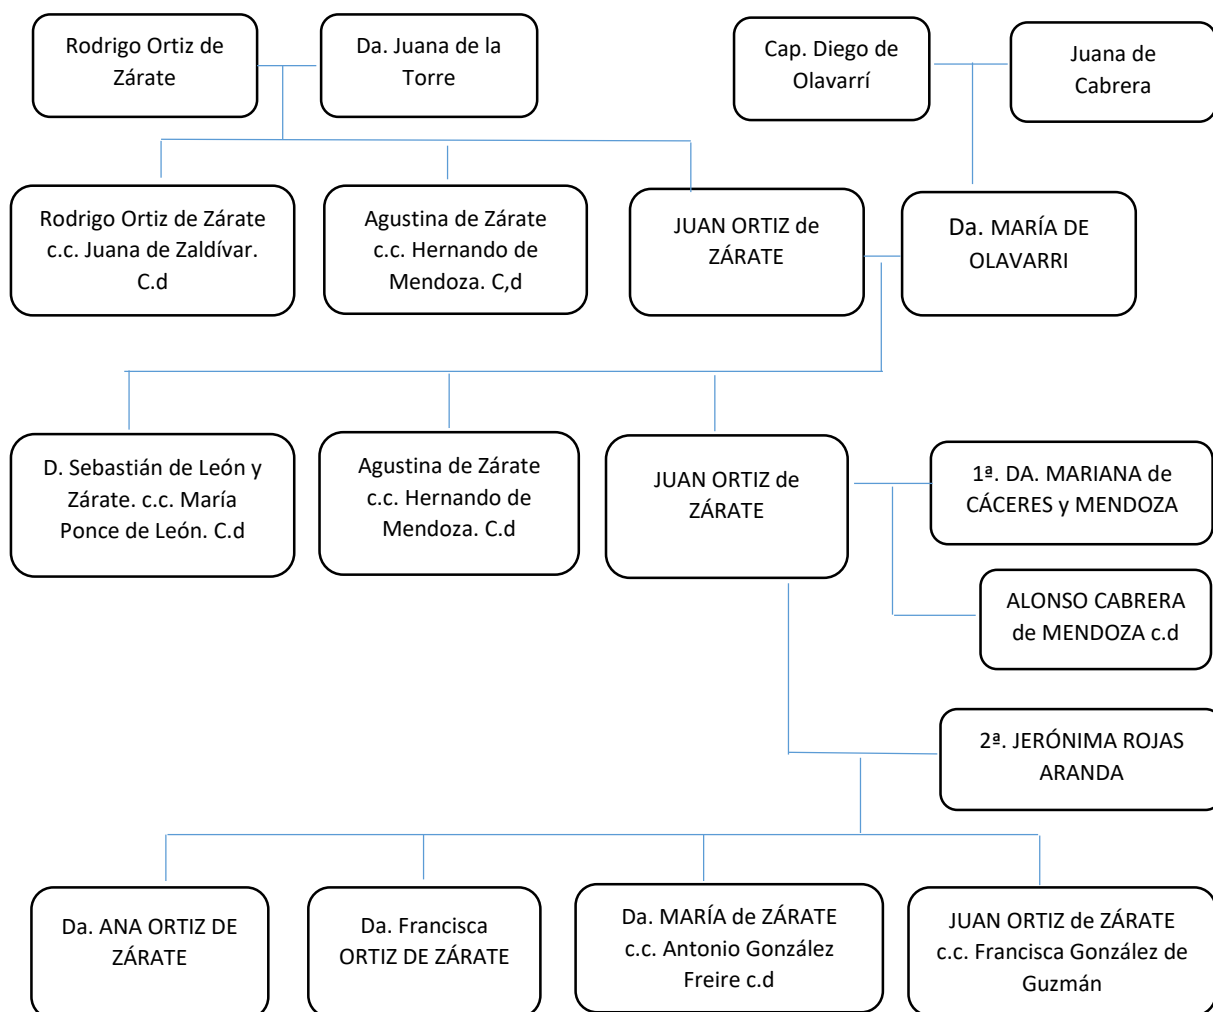 Rodrigo Ortiz de
Zárate
Da. Juana de la
Torre
Cap. Diego de
Olavarrí
Juana de
Cabrera
Rodrigo Ortiz de Zárate
c.c. Juana de Zaldívar.
C.d
Agustina de Zárate
c.c. Hernando de
Mendoza. C,d
JUAN ORTIZ de
ZÁRATE
Da. MARÍA DE
OLAVARRI
D. Sebastián de León y
Zárate. c.c. María
Ponce de León. C.d
Agustina de Zárate
c.c. Hernando de
Mendoza. C.d
JUAN ORTIZ de
ZÁRATE
1ª. DA. MARIANA de
CÁCERES y MENDOZA
ALONSO CABRERA
de MENDOZA c.d
2ª. JERÓNIMA ROJAS
ARANDA
Da. ANA ORTIZ DE
ZÁRATE
Da. Francisca
ORTIZ DE ZÁRATE
Da. MARÍA de ZÁRATE
c.c. Antonio González
Freire c.d
JUAN ORTIZ de ZÁRATE
c.c. Francisca González de
Guzmán